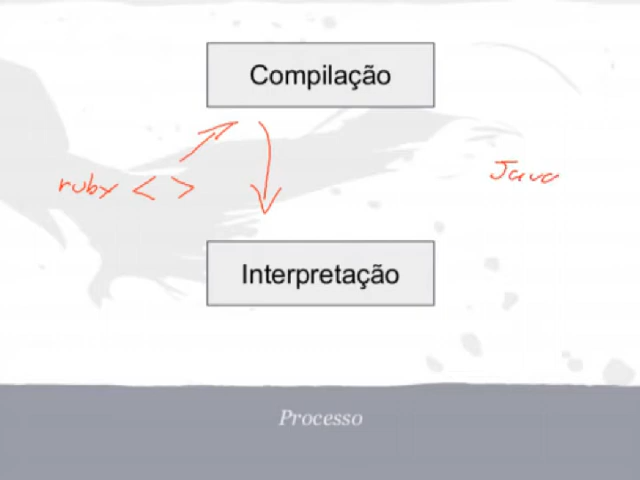 Compilação
ruby < >
Java
Interpretação
Processo